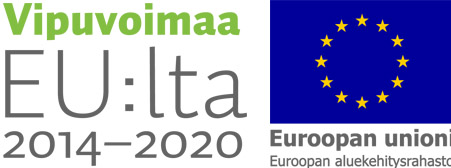 Vipuvoimaa
EU:lta
2014–2020
Euroopan unioni
Euroopan aluekehitysrahasto